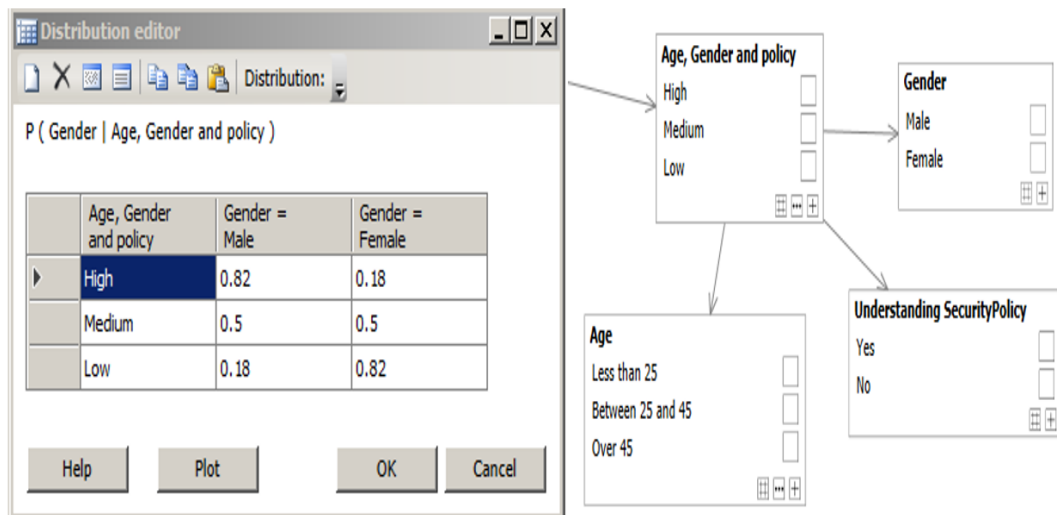 Distribution editor
Distribution:
P ( Gender | Age, Gender and policy )
Age, Gender and policy
Gender = Male
Gender = Female
High 0.82 0.18
Medium 0.5 0.5
Low 0.18 0.82
Help Plot OK Cancel
Age, Gender and policy
High
Medium
Low
Gender
Male
Female
Age
Less than 25
Between 25 and 45
Over 45
Understanding SecurityPolicy
Yes
No